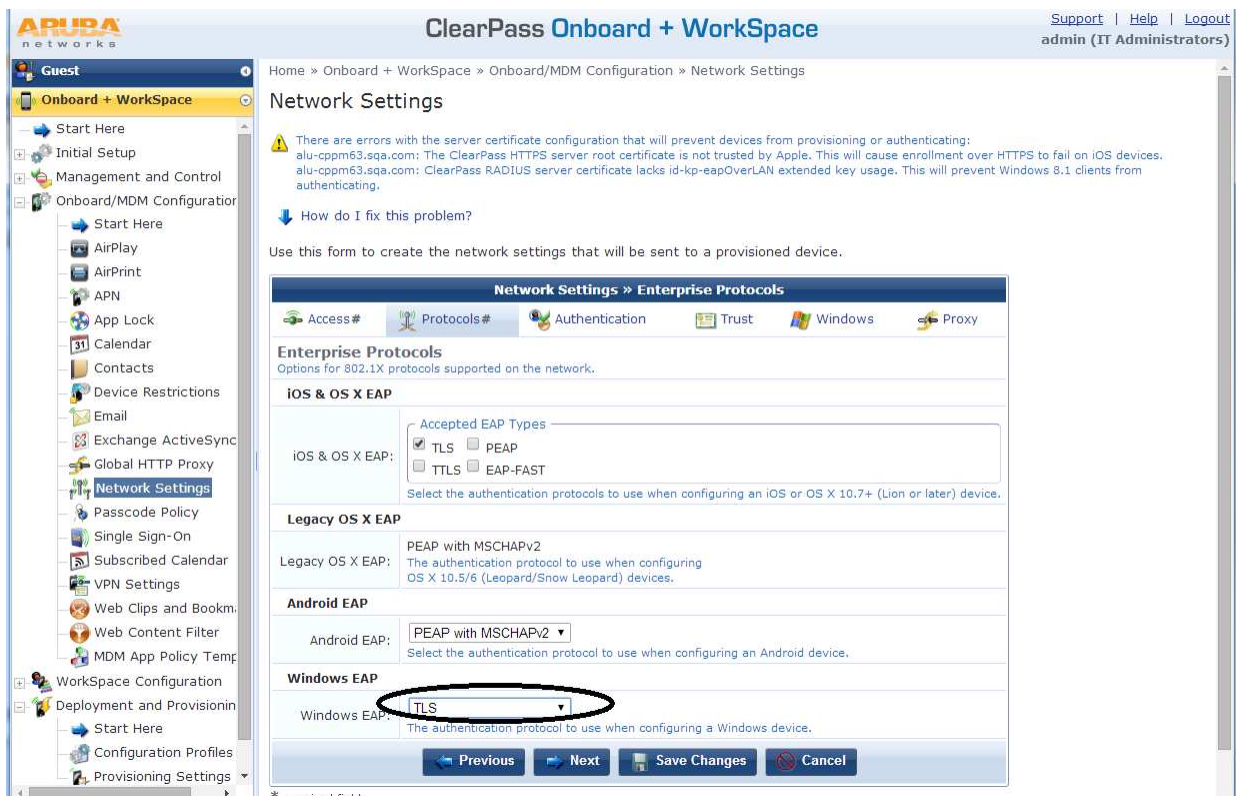 ARUBA
networks
ClearPass Onboard + WorkSpace
Support | Help | Logout
admin (IT Administrators)
Guest
Onboard + WorkSpace
Start Here
Initial Setup
Management and Control
Onboard/MDM Configuration
Start Here
AirPlay
AirPrint
APN
App Lock
31 Calendar
Contacts
Device Restrictions
Email
Exchange ActiveSync
Global HTTP Proxy
Network Settings
Passcode Policy
Single Sign-On
Subscribed Calendar
VPN Settings
Web Clips and Bookm
Web Content Filter
MDM App Policy Temp
WorkSpace Configuration
Deployment and Provisionin
Start Here
Configuration Profiles
Provisioning Settings
Home » Onboard + WorkSpace » Onboard/MDM Configuration » Network Settings
Network Settings
There are errors with the server certificate configuration that will prevent devices from provisioning or authenticating:
alu-cppm63.sqa.com: The ClearPass HTTPS server root certificate is not trusted by Apple. This will cause enrollment over HTTPS to fail on iOS devices.
alu-cppm63.sqa.com: ClearPass RADIUS server certificate lacks id-kp-eapOverLAN extended key usage. This will prevent Windows 8.1 clients from
authenticating.
How do I fix this problem?
Use this form to create the network settings that will be sent to a provisioned device.
Network Settings » Enterprise Protocols
Access# Protocols# Authentication Trust Windows Proxy
Enterprise Protocols
Options for 802.1X protocols supported on the network.
iOS & OS X EAP
iOS & OS X EAP:
Accepted EAP Types
TLS PEAP
TTLS EAP-FAST
Select the authentication protocols to use when configuring an iOS or OS X 10.7+ (Lion or later) device.
Legacy OS X EAP
Legacy OS X EAP:
PEAP with MSCHAPv2
The authentication protocol to use when configuring
OS X 10.5/6 (Leopard/Snow Leopard) devices.
Android EAP
Android EAP:
PEAP with MSCHAPv2
Select the authentication protocol to use when configuring an Android device.
Windows EAP
Windows EAP:
TLS
The authentication protocol to use when configuring a Windows device.
Previous Next Save Changes Cancel